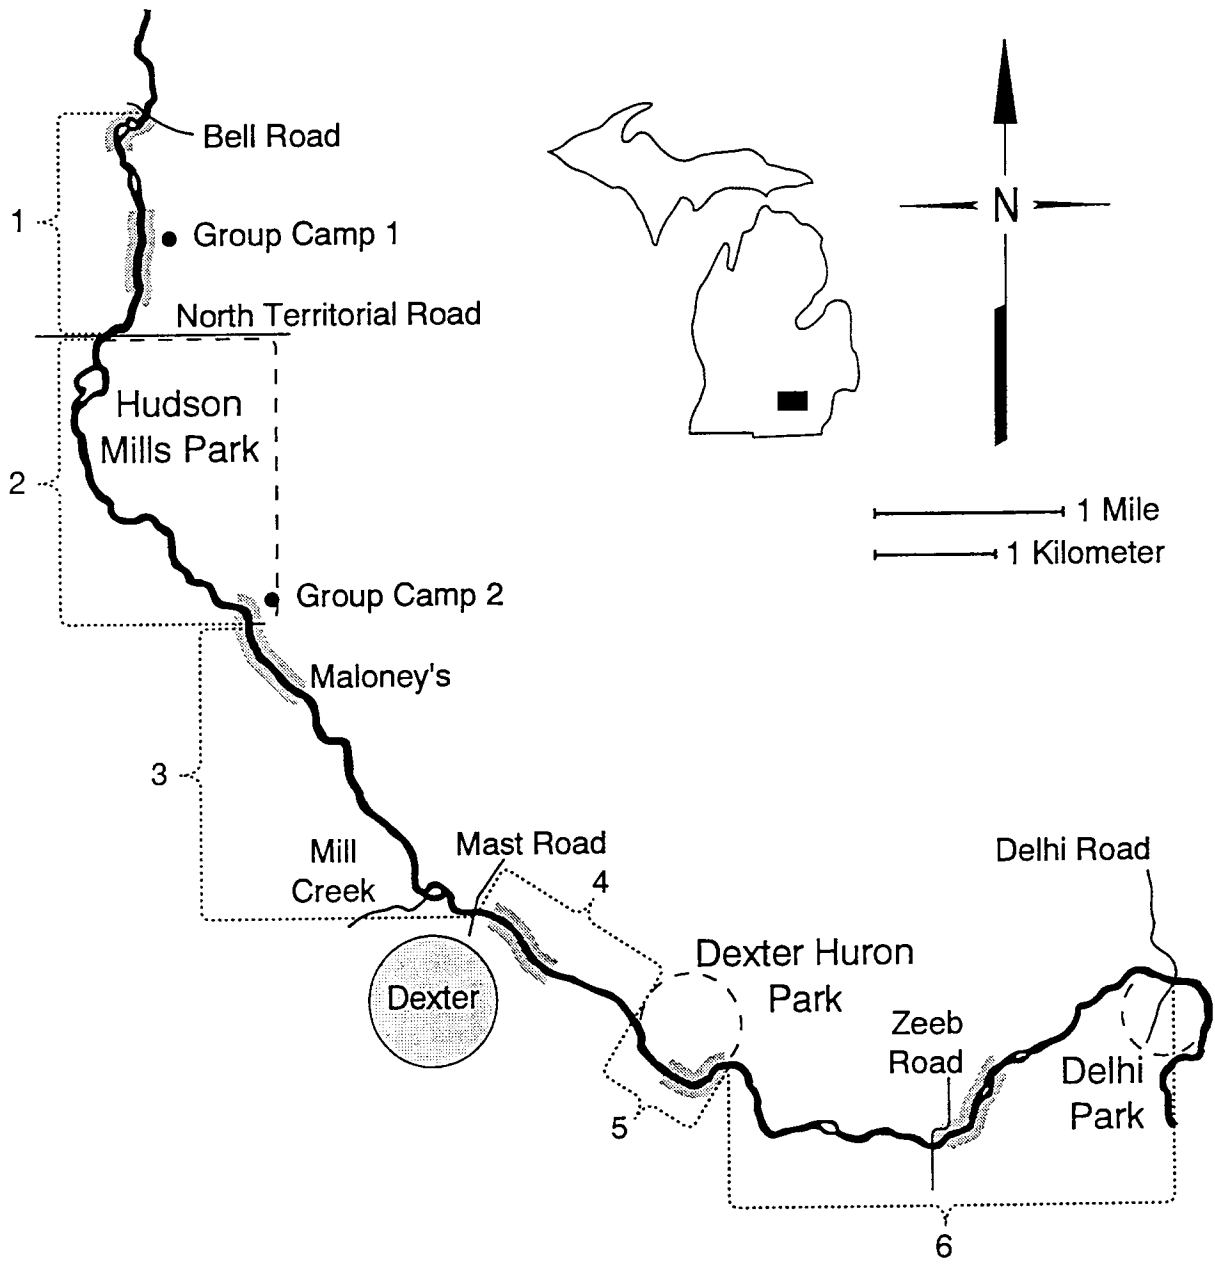 Bell Road
1
Group Camp 1
N
North Territorial Road
Hudson
Mills Park
2
1 Mile
1 Kilometer
Group Camp 2
Maloney's
3
Mill
Creek
Mast Road
4
Delhi Road
Dexter
Dexter Huron
Park
Zeeb
Road
Delhi
Park
5
6